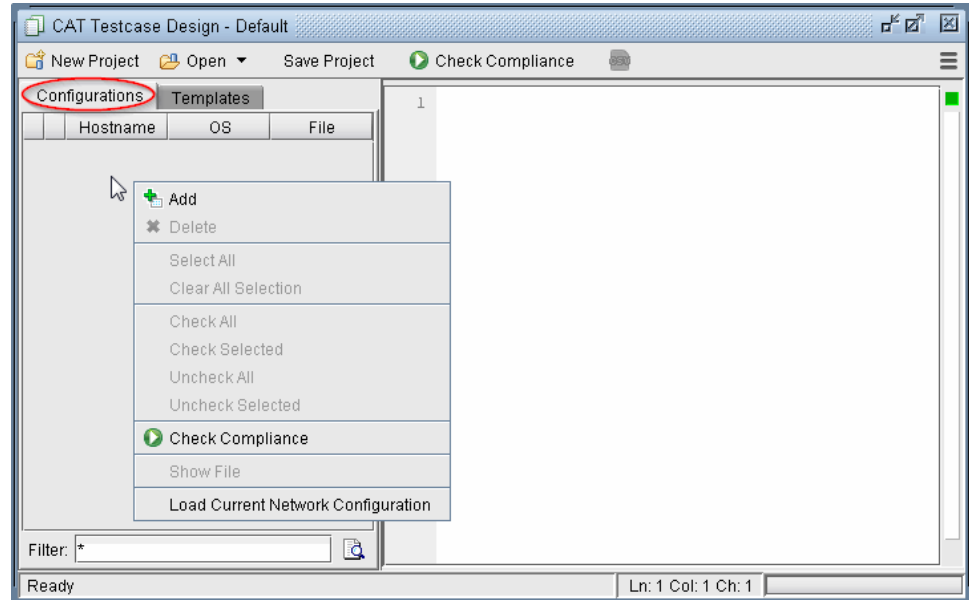 CAT Testcase Design - Default
New Project Open Save Project Check Compliance
Configurations Templates
Hostname OS File
1
Add
Delete
Select All
Clear All Selection
Check All
Check Selected
Uncheck All
Uncheck Selected
Check Compliance
Show File
Load Current Network Configuration
Filter: *
Ready Ln: 1 Col: 1 Ch: 1